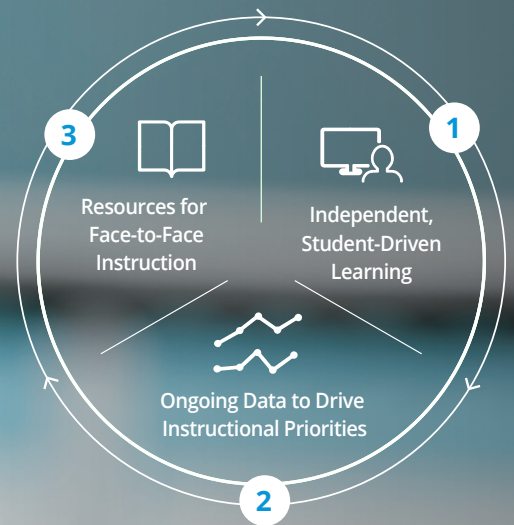 1
Independent,
Student-Driven
Learning
2
Ongoing Data to Drive
Instructional Priorities
3
Resources for
Face-to-Face
Instruction